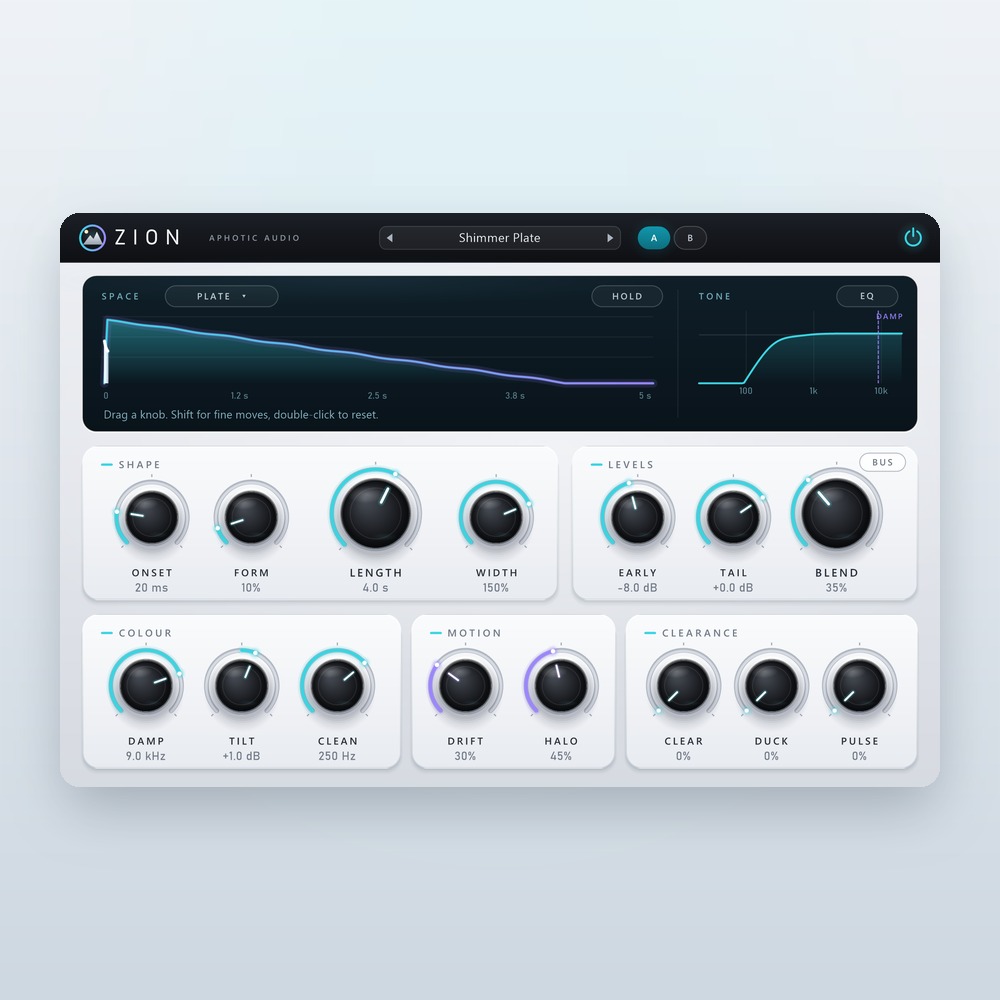 ZION APHOTIC AUDIO Shimmer Plate A B
SPACE PLATE HOLD TONE EQ
DAMP
0 1.2 s 2.5 s 3.8 s 5 s 100 1k 10k
Drag a knob. Shift for fine moves, double-click to reset.
SHAPE LEVELS BUS
ONSET FORM LENGTH WIDTH EARLY TAIL BLEND
20 ms 10% 4.0 s 150% -8.0 dB +0.0 dB 35%
COLOUR MOTION CLEARANCE
DAMP TILT CLEAN DRIFT HALO CLEAR DUCK PULSE
9.0 kHz +1.0 dB 250 Hz 30% 45% 0% 0% 0%